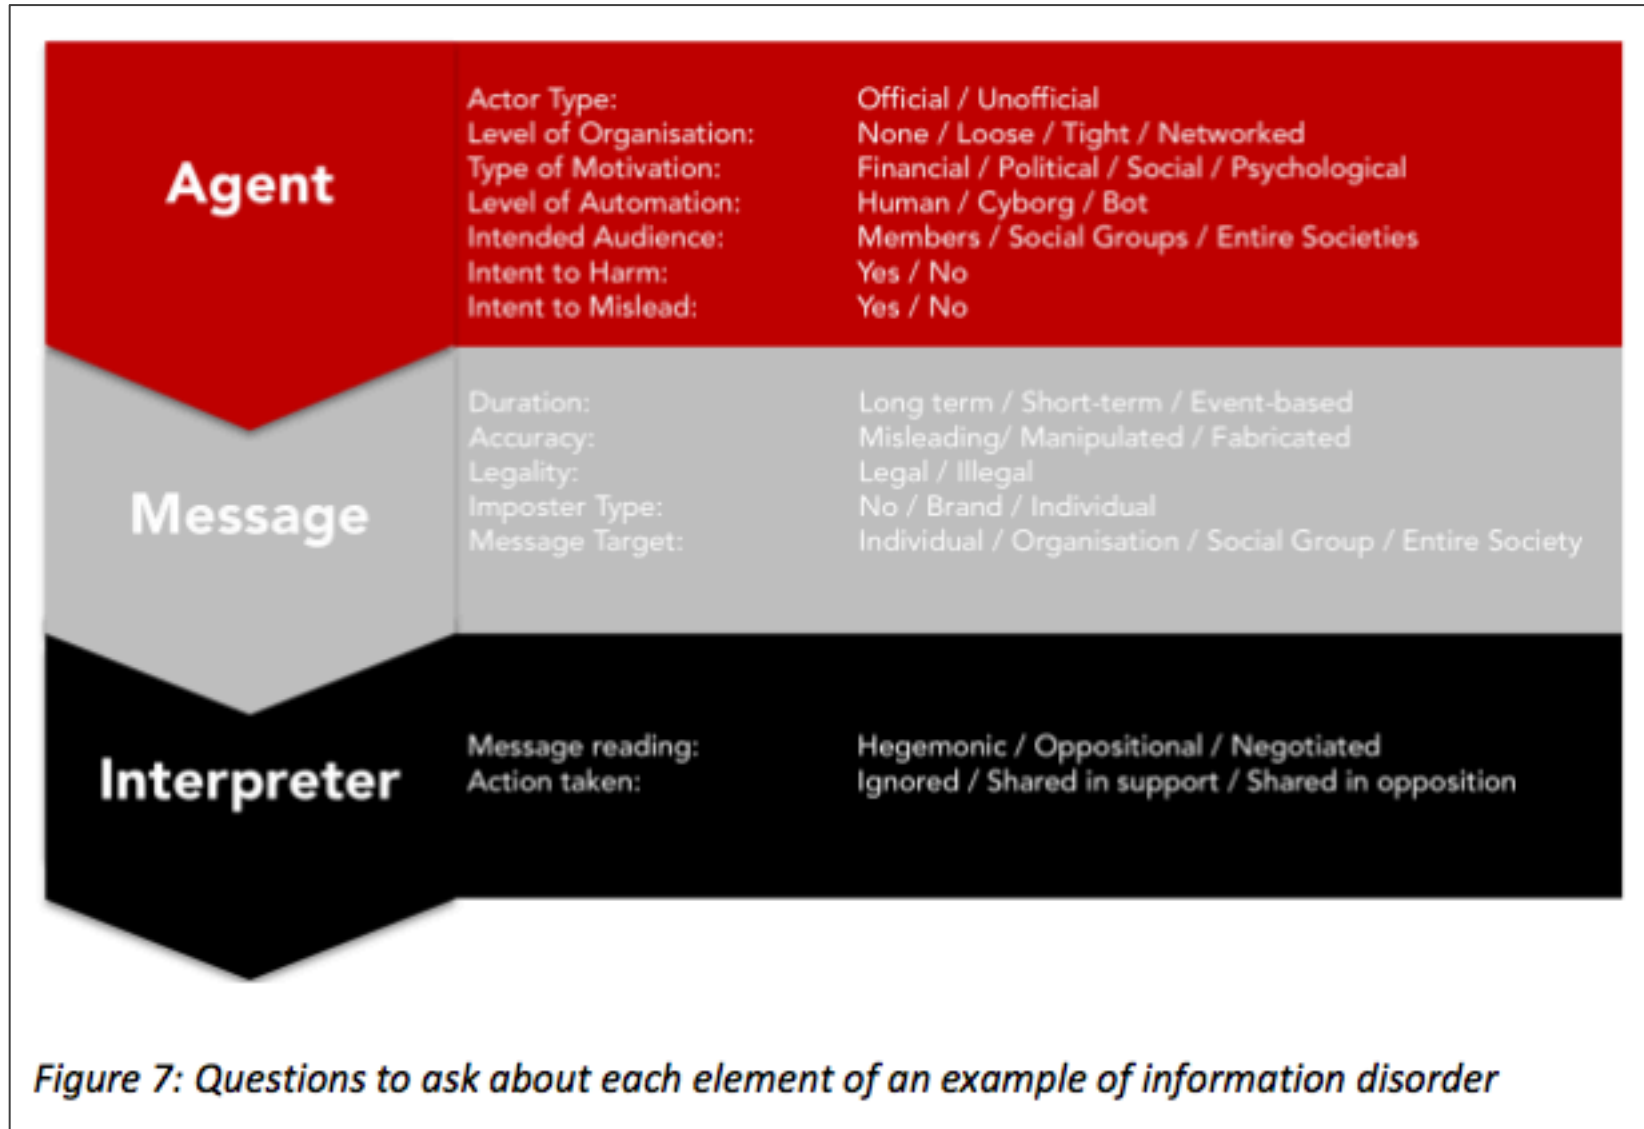 Agent
Actor Type: Official / Unofficial
Level of Organisation: None / Loose / Tight / Networked
Type of Motivation: Financial / Political / Social / Psychological
Level of Automation: Human / Cyborg / Bot
Intended Audience: Members / Social Groups / Entire Societies
Intent to Harm: Yes / No
Intent to Mislead: Yes / No
Message
Duration: Long term / Short-term / Event-based
Accuracy: Misleading/ Manipulated / Fabricated
Legality: Legal / Illegal
Imposter Type: No / Brand / Individual
Message Target: Individual / Organisation / Social Group / Entire Society
Interpreter
Message reading: Hegemonic / Oppositional / Negotiated
Action taken: Ignored / Shared in support / Shared in opposition
Figure 7: Questions to ask about each element of an example of information disorder